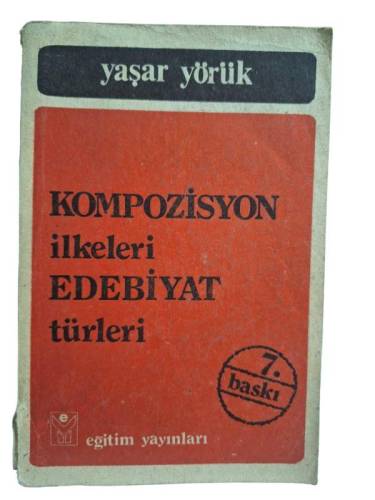 yaşar yörük
KOMPOZİSYON
ilkeleri
EDEBİYAT
türleri
7.
baskı
e
eğitim yayınları